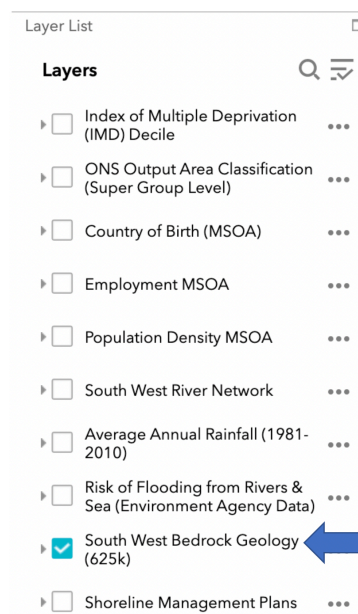 Layer List
Layers
Index of Multiple Deprivation
(IMD) Decile
ONS Output Area Classification
(Super Group Level)
Country of Birth (MSOA)
Employment MSOA
Population Density MSOA
South West River Network
Average Annual Rainfall (1981-
2010)
Risk of Flooding from Rivers &
Sea (Environment Agency Data)
South West Bedrock Geology
(625k)
Shoreline Management Plans